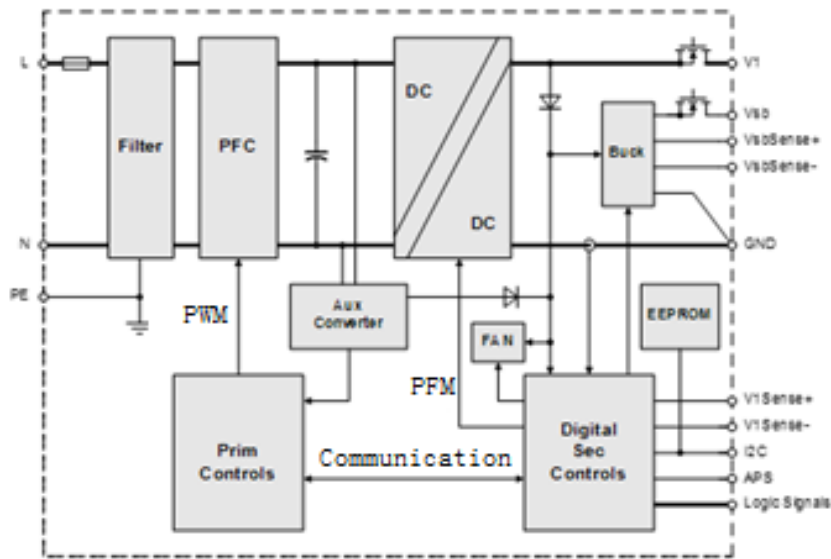 L
V1
DC
Vsb
Filter
PFC
Buck
VsbSense+
VsbSense-
DC
N
GND
PE
PWM
Aux
Converter
EEPROM
FAN
PFM
V1Sense+
V1Sense-
Prim
Controls
Communication
Digital
Sec
Controls
I2C
APS
Logic Signals